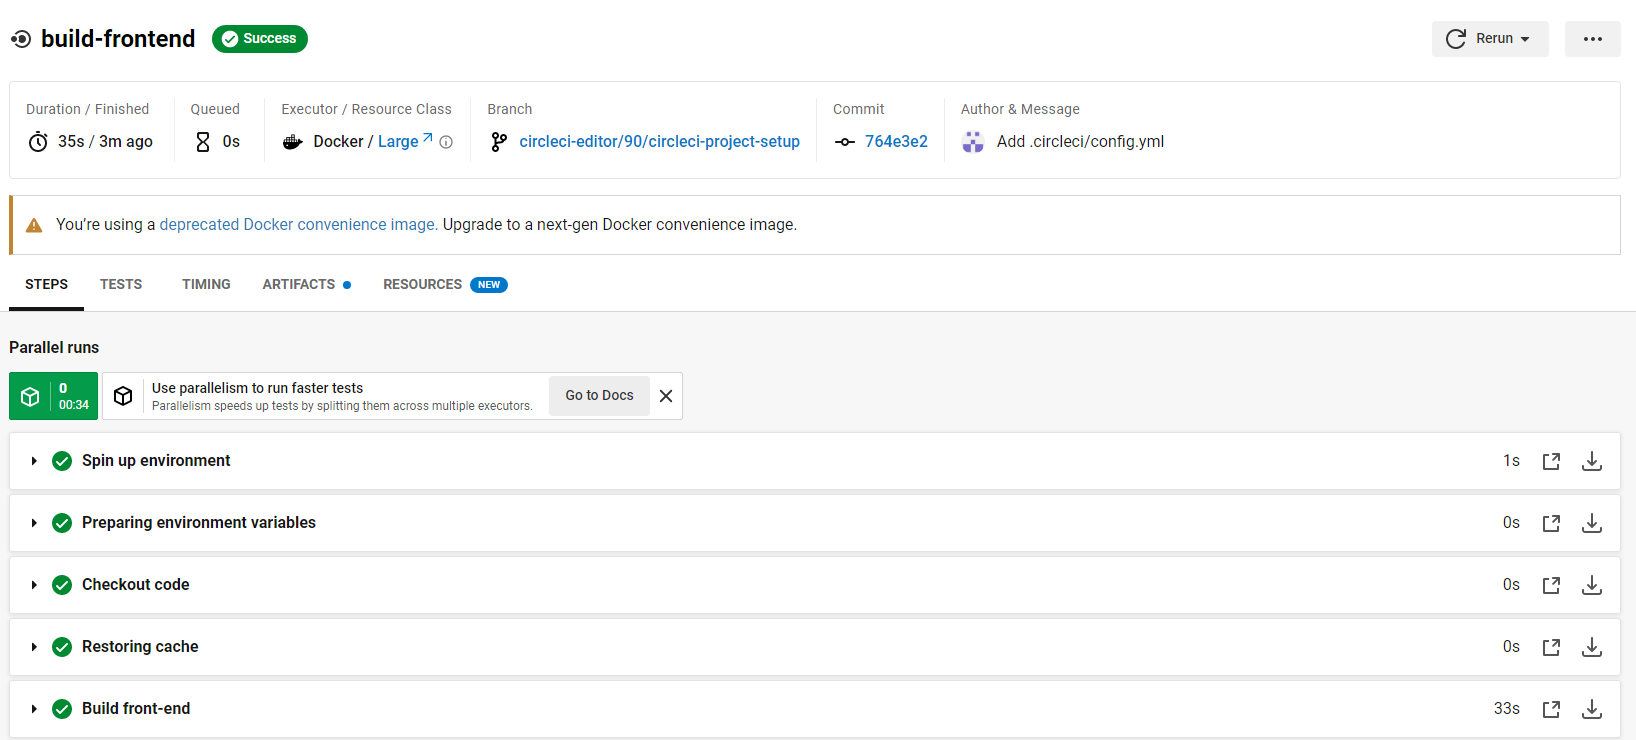 build-frontend Success Rerun
Duration / Finished Queued Executor / Resource Class Branch Commit Author & Message
35s / 3m ago 0s Docker / Large circleci-editor/90/circleci-project-setup 764e3e2 Add .circleci/config.yml
You're using a deprecated Docker convenience image. Upgrade to a next-gen Docker convenience image.
STEPS TESTS TIMING ARTIFACTS RESOURCES NEW
Parallel runs
0
00:34
Use parallelism to run faster tests
Parallelism speeds up tests by splitting them across multiple executors.
Go to Docs
Spin up environment 1s
Preparing environment variables 0s
Checkout code 0s
Restoring cache 0s
Build front-end 33s